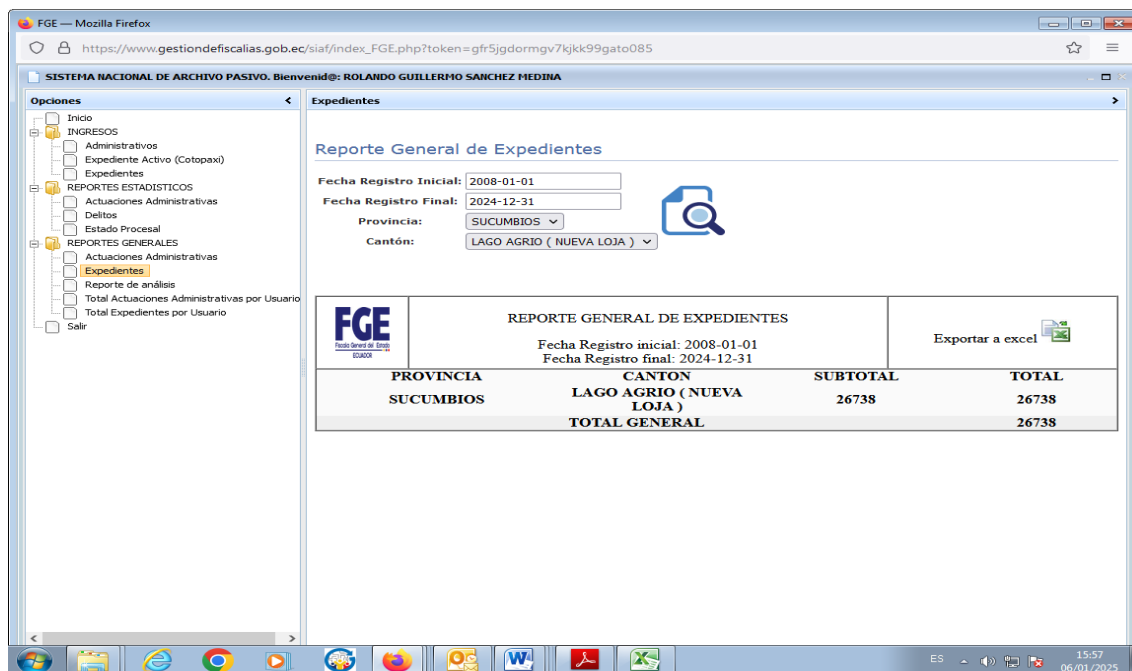 FGE — Mozilla Firefox
https://www.gestiondefiscalias.gob.ec/siaf/index_FGE.php?token=gfr5jgdormgv7kjkk99gato085
SISTEMA NACIONAL DE ARCHIVO PASIVO. Bienvenid@: ROLANDO GUILLERMO SANCHEZ MEDINA
Opciones
Inicio
INGRESOS
Administrativos
Expediente Activo (Cotopaxi)
Expedientes
REPORTES ESTADISTICOS
Actuaciones Administrativas
Delitos
Estado Procesal
REPORTES GENERALES
Actuaciones Administrativas
Expedientes
Reporte de análisis
Total Actuaciones Administrativas por Usuario
Total Expedientes por Usuario
Salir
Expedientes
Reporte General de Expedientes
Fecha Registro Inicial: 2008-01-01
Fecha Registro Final: 2024-12-31
Provincia: SUCUMBIOS
Cantón: LAGO AGRIO ( NUEVA LOJA )
FGE
Fiscalía General del Estado
ECUADOR
REPORTE GENERAL DE EXPEDIENTES
Fecha Registro inicial: 2008-01-01
Fecha Registro final: 2024-12-31
Exportar a excel
PROVINCIA CANTON SUBTOTAL TOTAL
SUCUMBIOS LAGO AGRIO ( NUEVA LOJA ) 26738 26738
TOTAL GENERAL 26738
ES
15:57
06/01/2025